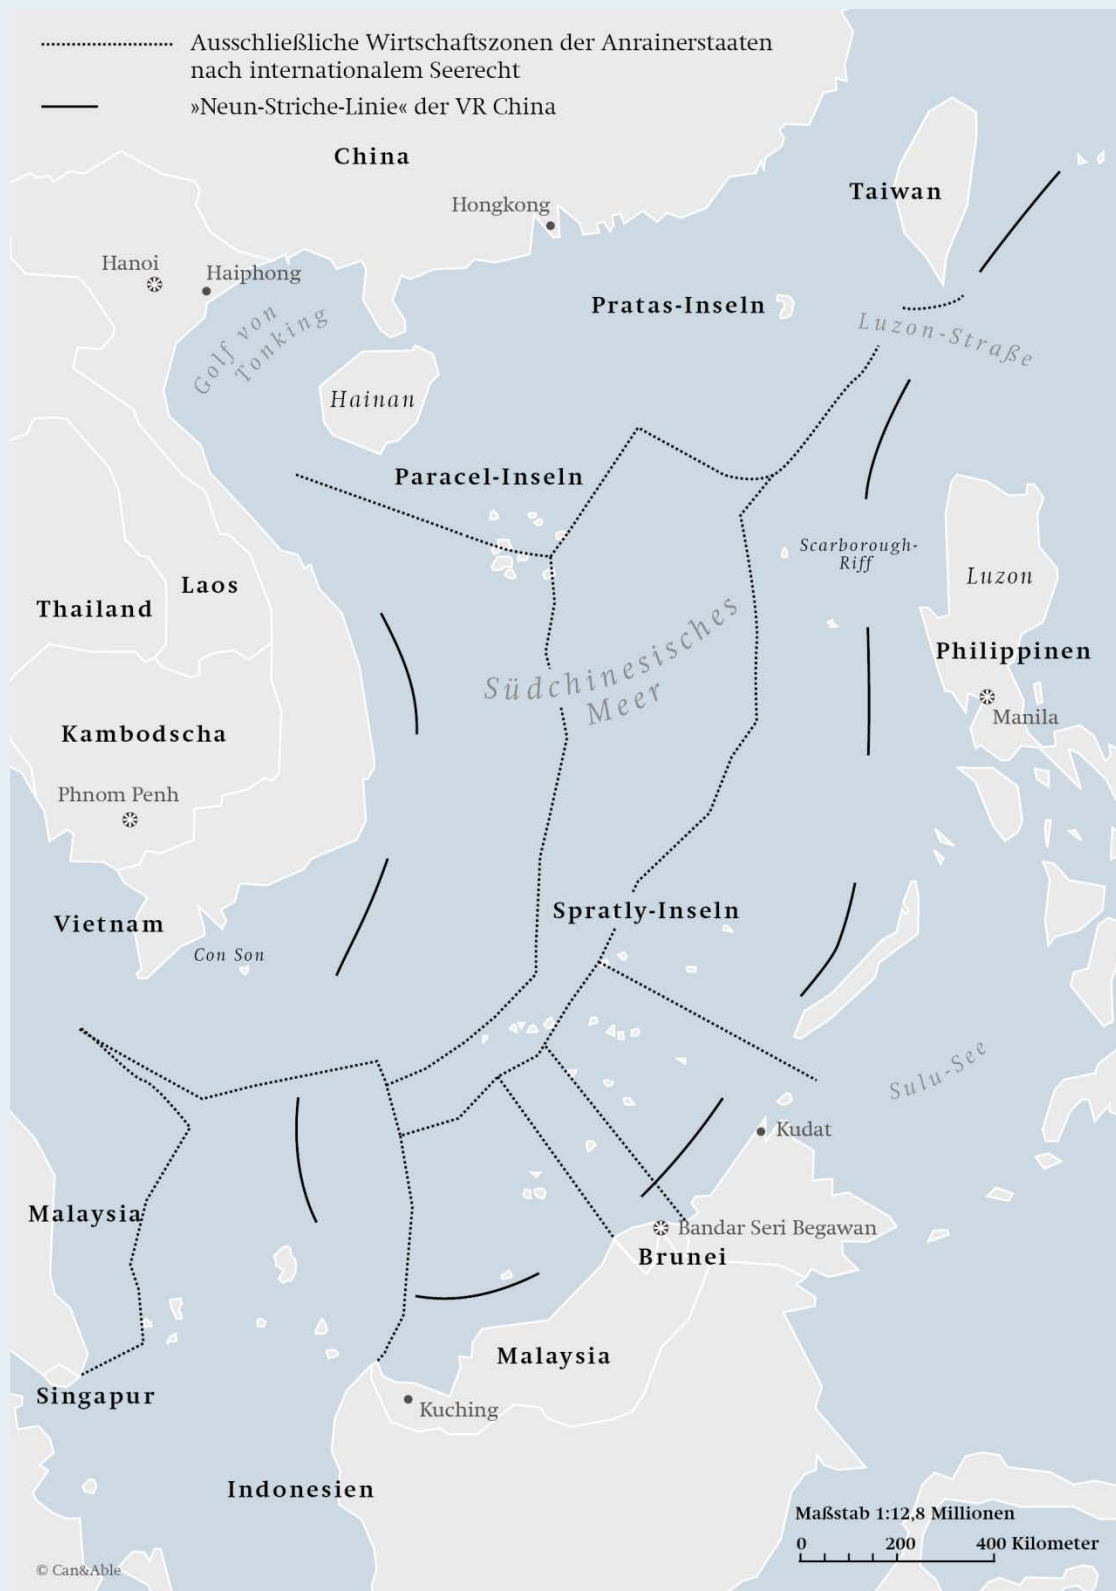 Ausschließliche Wirtschaftszonen der Anrainerstaaten
nach internationalem Seerecht
»Neun-Striche-Linie« der VR China
China
Taiwan
Hongkong
Hanoi
Haiphong
Pratas-Inseln
Golf von
Tonking
Luzon-Straße
Hainan
Paracel-Inseln
Scarborough-
Riff
Luzon
Laos
Thailand
Philippinen
Südchinesisches
Meer
Manila
Kambodscha
Phnom Penh
Spratly-Inseln
Vietnam
Con Son
Sulu-See
Kudat
Malaysia
Bandar Seri Begawan
Brunei
Malaysia
Singapur
Kuching
Indonesien
Maßstab 1:12,8 Millionen
0 200 400 Kilometer
© Can&Able